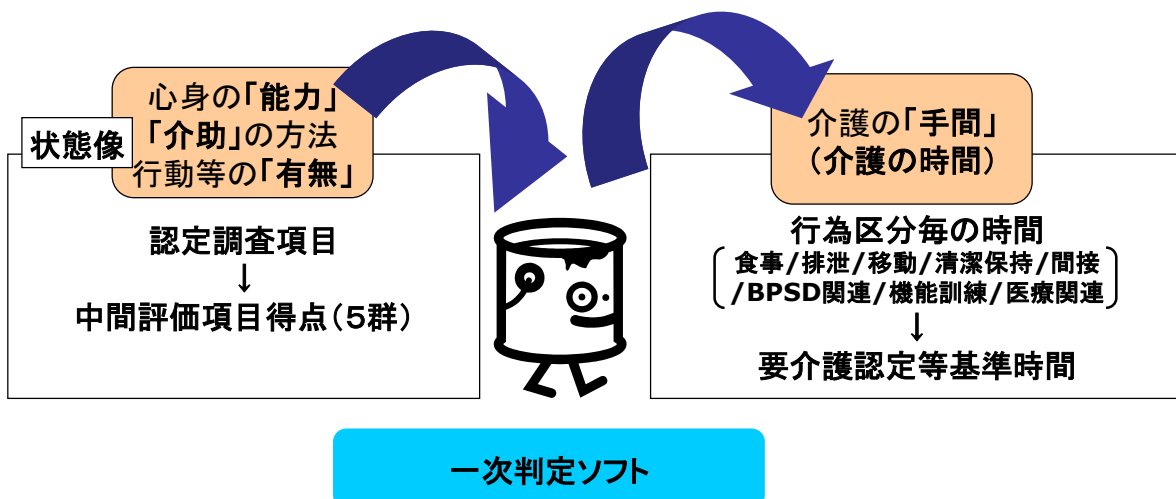 状態像
心身の「能力」
「介助」の方法
行動等の「有無」
認定調査項目
↓
中間評価項目得点(5群)
介護の「手間」
(介護の時間)
行為区分毎の時間
食事/排泄/移動/清潔保持/間接
/BPSD関連/機能訓練/医療関連
↓
要介護認定等基準時間
一次判定ソフト